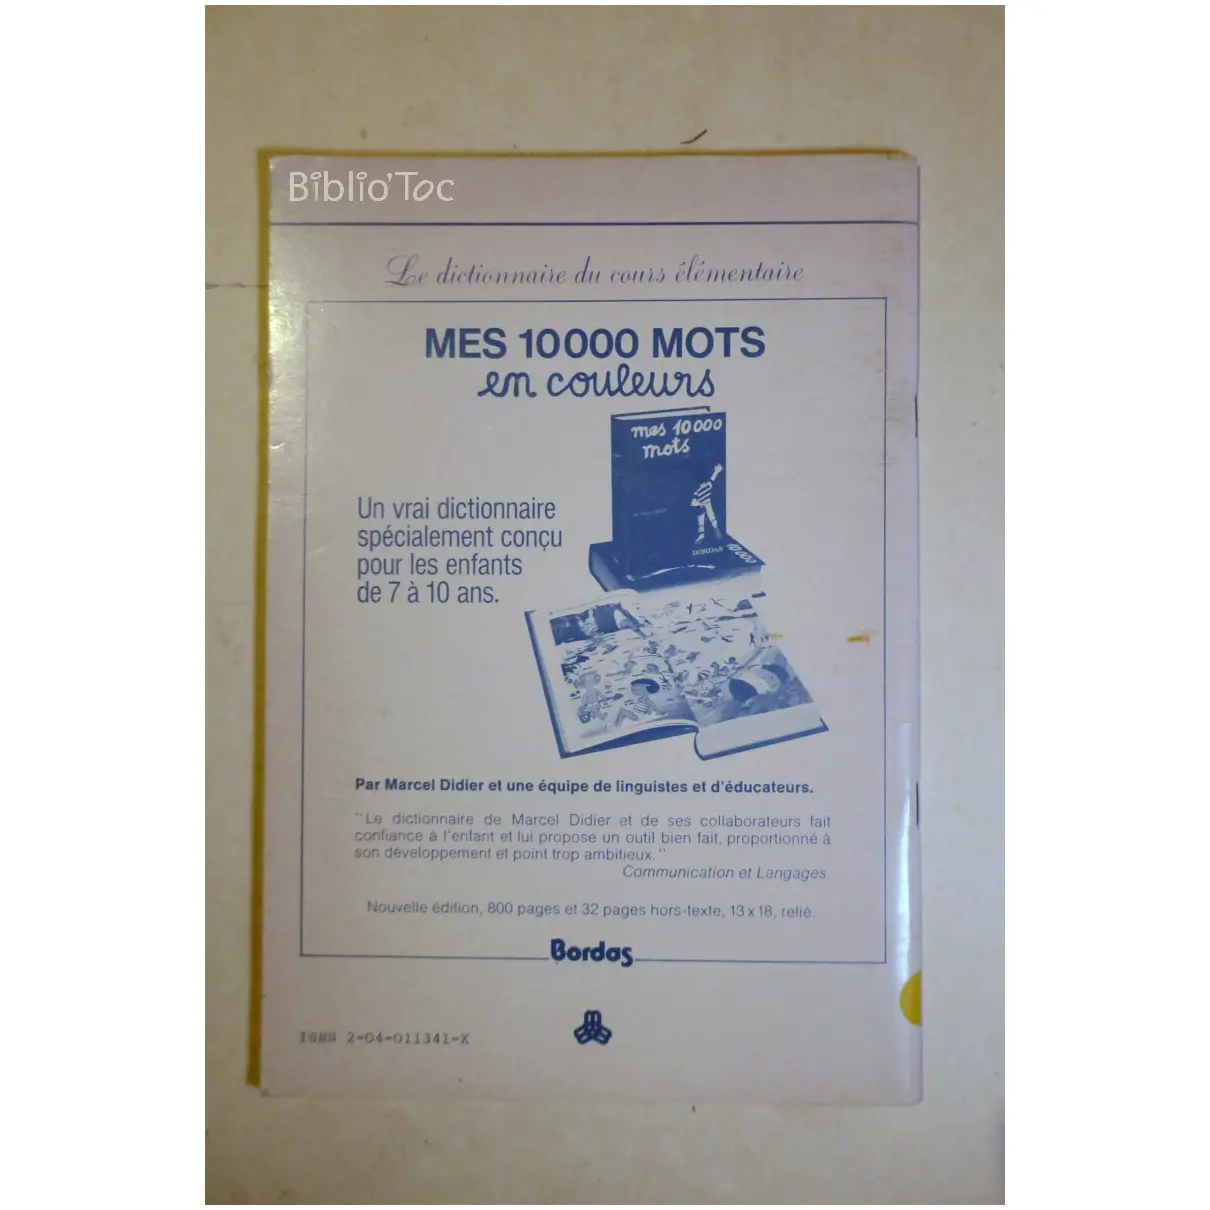 Biblio'Toc
Le dictionnaire du cours élémentaire
MES 10000 MOTS
en couleurs
mes 10000
mots
BORDAS
10000
Un vrai dictionnaire
spécialement conçu
pour les enfants
de 7 à 10 ans.
Par Marcel Didier et une équipe de linguistes et d'éducateurs.
"Le dictionnaire de Marcel Didier et de ses collaborateurs fait
confiance à l'enfant et lui propose un outil bien fait, proportionné à
son développement et point trop ambitieux."
Communication et Langages.
Nouvelle édition, 800 pages et 32 pages hors-texte, 13 x 18, relié.
Bordas
ISBN 2-04-011341-X